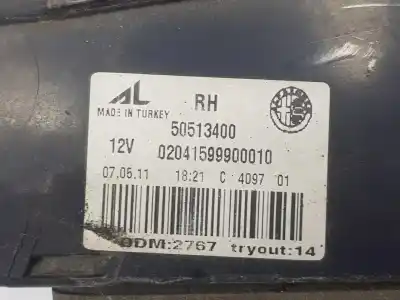 AL RH
MADE IN TURKEY
50513400
12V 02041599900010
07.05.11 18:21 C 4097 01
ODM:2767 tryout:14